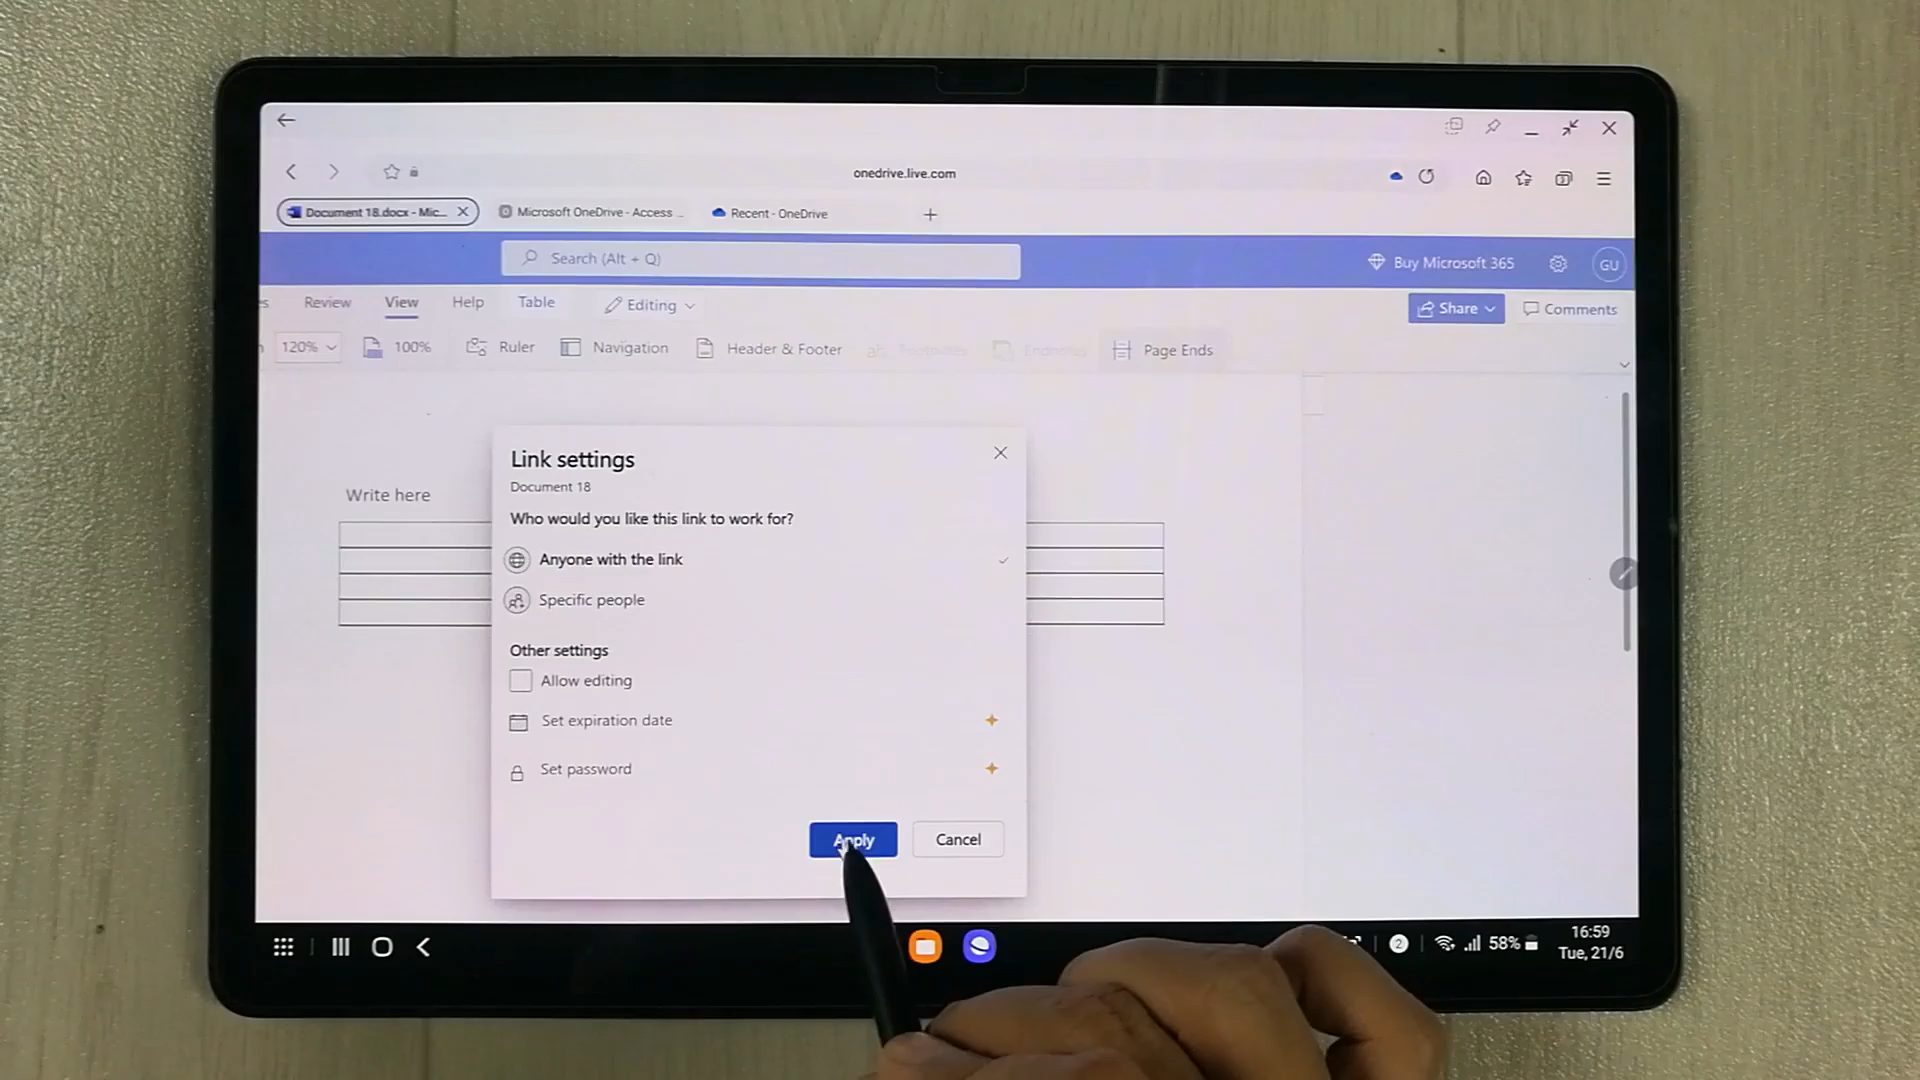 onedrive.live.com
Document 18.docx - Mic...
Microsoft OneDrive - Access ...
Recent - OneDrive
Search (Alt + Q)
Buy Microsoft 365
GU
Review
View
Help
Table
Editing
Share
Comments
120%
100%
Ruler
Navigation
Header & Footer
Footnotes
Endnotes
Page Ends
Write here
Link settings
Document 18
Who would you like this link to work for?
Anyone with the link
Specific people
Other settings
Allow editing
Set expiration date
Set password
Apply
Cancel
2
58%
16:59
Tue, 21/6